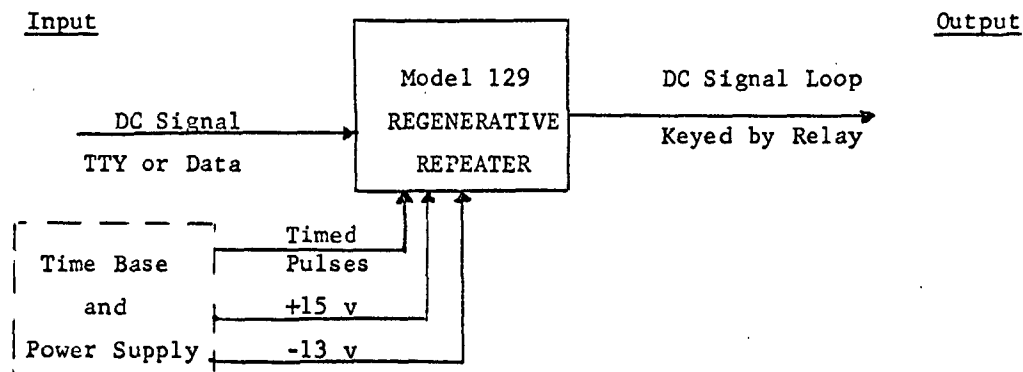 Input
Output
Model 129
REGENERATIVE
REPEATER
DC Signal
TTY or Data
DC Signal Loop
Keyed by Relay
Time Base
and
Power Supply
Timed
Pulses
+15 v
-13 v